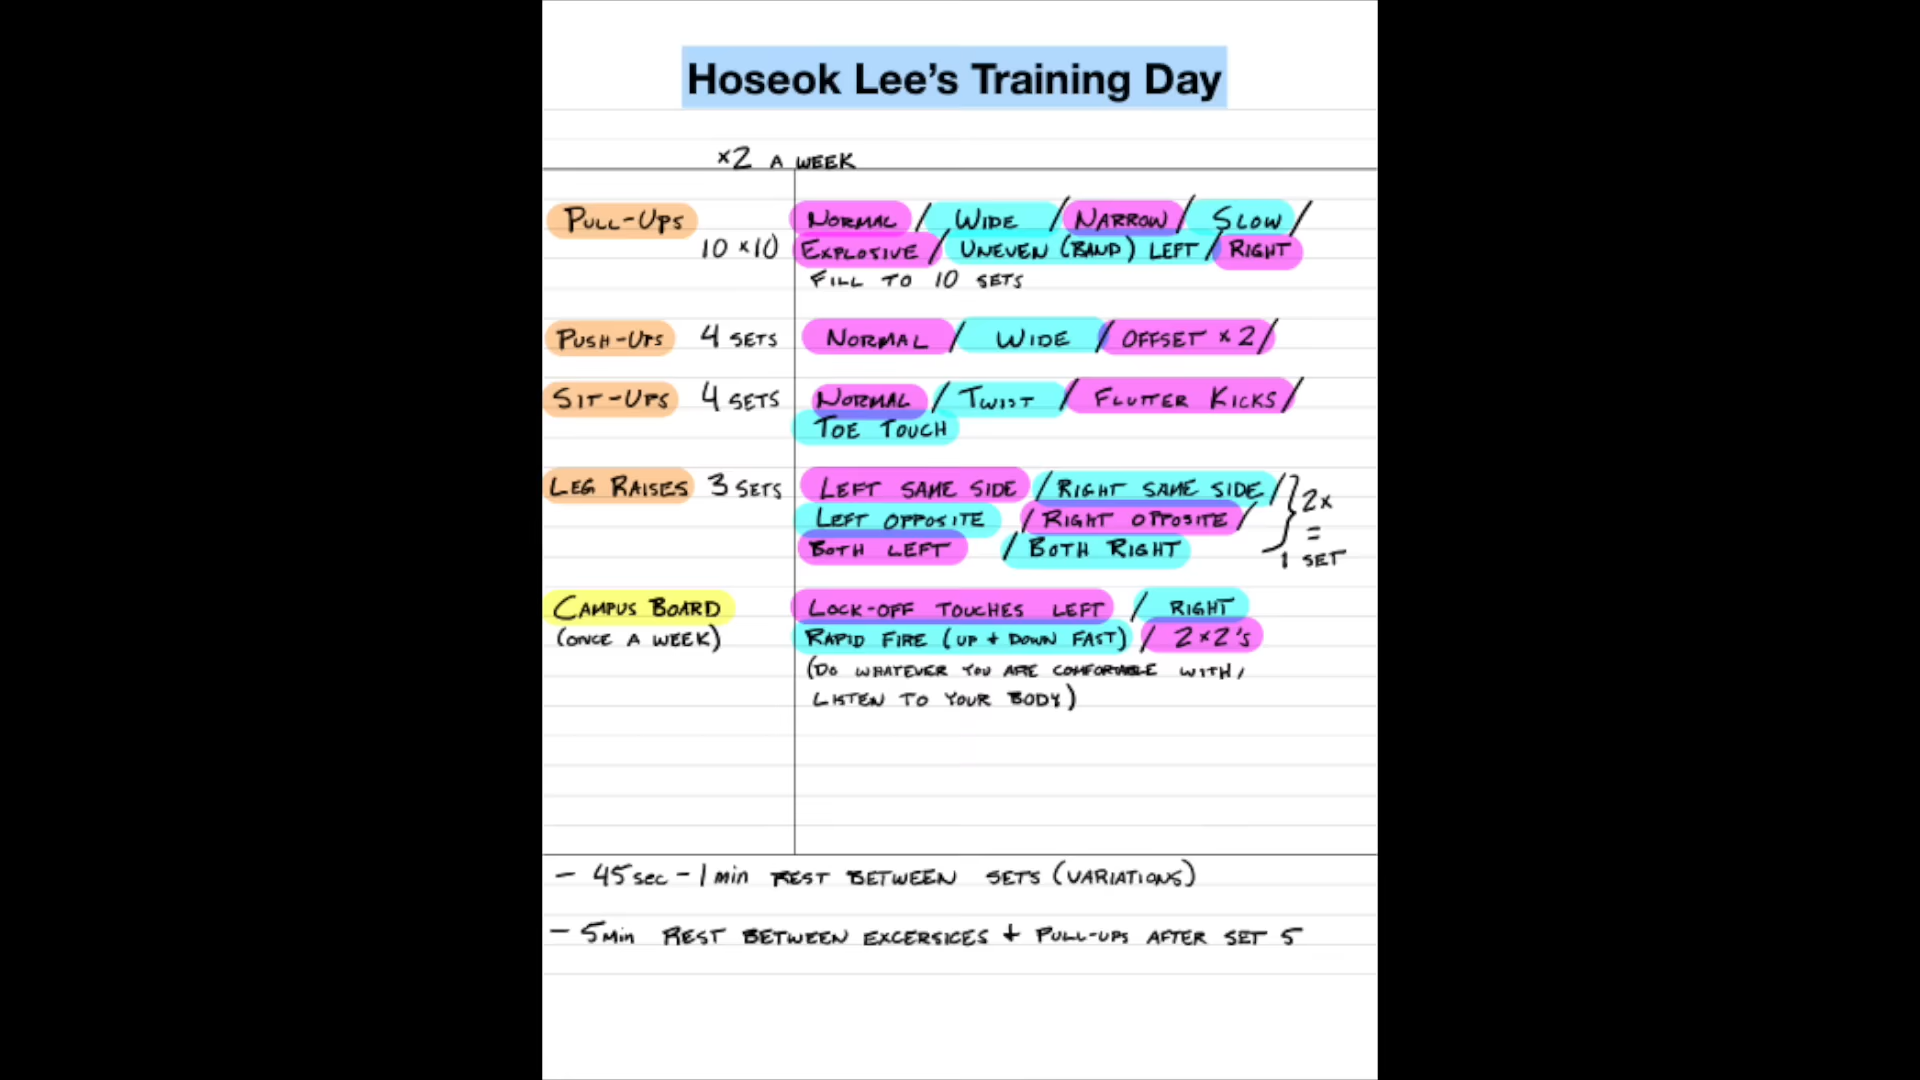 Hoseok Lee's Training Day
×2 A WEEK
PULL-UPS NORMAL / WIDE / NARROW / SLOW /
10 ×10 EXPLOSIVE / UNEVEN (BAND) LEFT / RIGHT
FILL TO 10 SETS
PUSH-UPS 4 SETS NORMAL / WIDE / OFFSET ×2 /
SIT-UPS 4 SETS NORMAL / TWIST / FLUTTER KICKS /
TOE TOUCH
LEG RAISES 3 SETS LEFT SAME SIDE / RIGHT SAME SIDE /
LEFT OPPOSITE / RIGHT OPPOSITE /
BOTH LEFT / BOTH RIGHT
} 2x
=
1 SET
CAMPUS BOARD LOCK-OFF TOUCHES LEFT / RIGHT
(ONCE A WEEK) RAPID FIRE (UP + DOWN FAST) / 2×2's
(DO WHATEVER YOU ARE COMFORTABLE WITH,
LISTEN TO YOUR BODY)
- 45sec - 1min REST BETWEEN SETS (VARIATIONS)
- 5min REST BETWEEN EXCERSICES + PULL-UPS AFTER SET 5